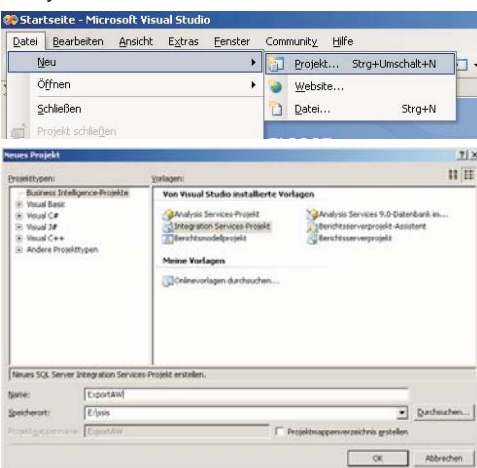 Startseite - Microsoft Visual Studio
Datei Bearbeiten Ansicht Extras Fenster Community Hilfe
Neu
Projekt... Strg+Umschalt+N
Öffnen
Website...
Schließen
Datei... Strg+N
Projekt schließen
Neues Projekt
Projekttypen:
Vorlagen:
Business Intelligence-Projekte
Visual Basic
Visual C#
Visual J#
Visual C++
Andere Projekttypen
Von Visual Studio installierte Vorlagen
Analysis Services-Projekt
Analysis Services 9.0-Datenbank im...
Integration Services-Projekt
Berichtsserverprojekt-Assistent
Berichtsmodellprojekt
Berichtsserverprojekt
Meine Vorlagen
Onlinevorlagen durchsuchen...
Neues SQL Server Integration Services-Projekt erstellen.
Name: ExportAW
Speicherort: E:\ssis
Durchsuchen...
Projektmappenname: ExportAW
Projektmappenverzeichnis erstellen
OK Abbrechen